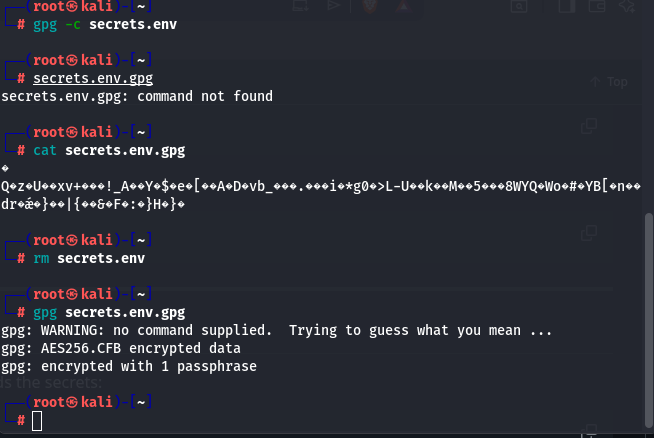 (root㉿kali)-[~]
# gpg -c secrets.env
(root㉿kali)-[~]
# secrets.env.gpg
secrets.env.gpg: command not found
(root㉿kali)-[~]
# cat secrets.env.gpg
�
Q�z�U��xv+���!_A��Y�$�e�[��A�D�vb_���.���i�*g0�>L-U��k��M��5���8WYQ�Wo�#�YB[�n��
dr�ǽ�}��|{��&�F�:�}H�}�
(root㉿kali)-[~]
# rm secrets.env
(root㉿kali)-[~]
# gpg secrets.env.gpg
gpg: WARNING: no command supplied.  Trying to guess what you mean ...
gpg: AES256.CFB encrypted data
gpg: encrypted with 1 passphrase
(root㉿kali)-[~]
#
Top
ds the secrets: